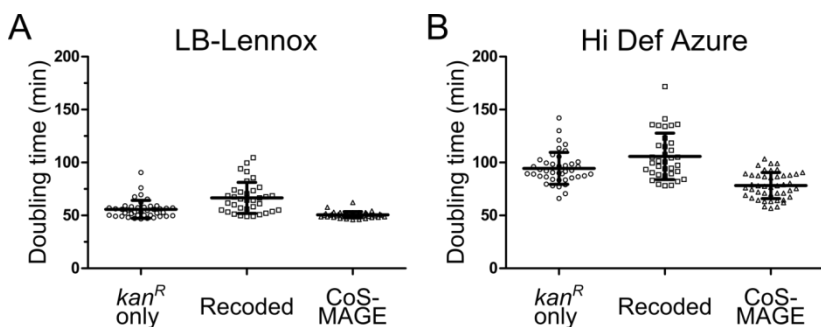 A
LB-Lennox
Doubling time (min)
200
150
100
50
0
kanR
only
Recoded
CoS-
MAGE
B
Hi Def Azure
Doubling time (min)
200
150
100
50
0
kanR
only
Recoded
CoS-
MAGE